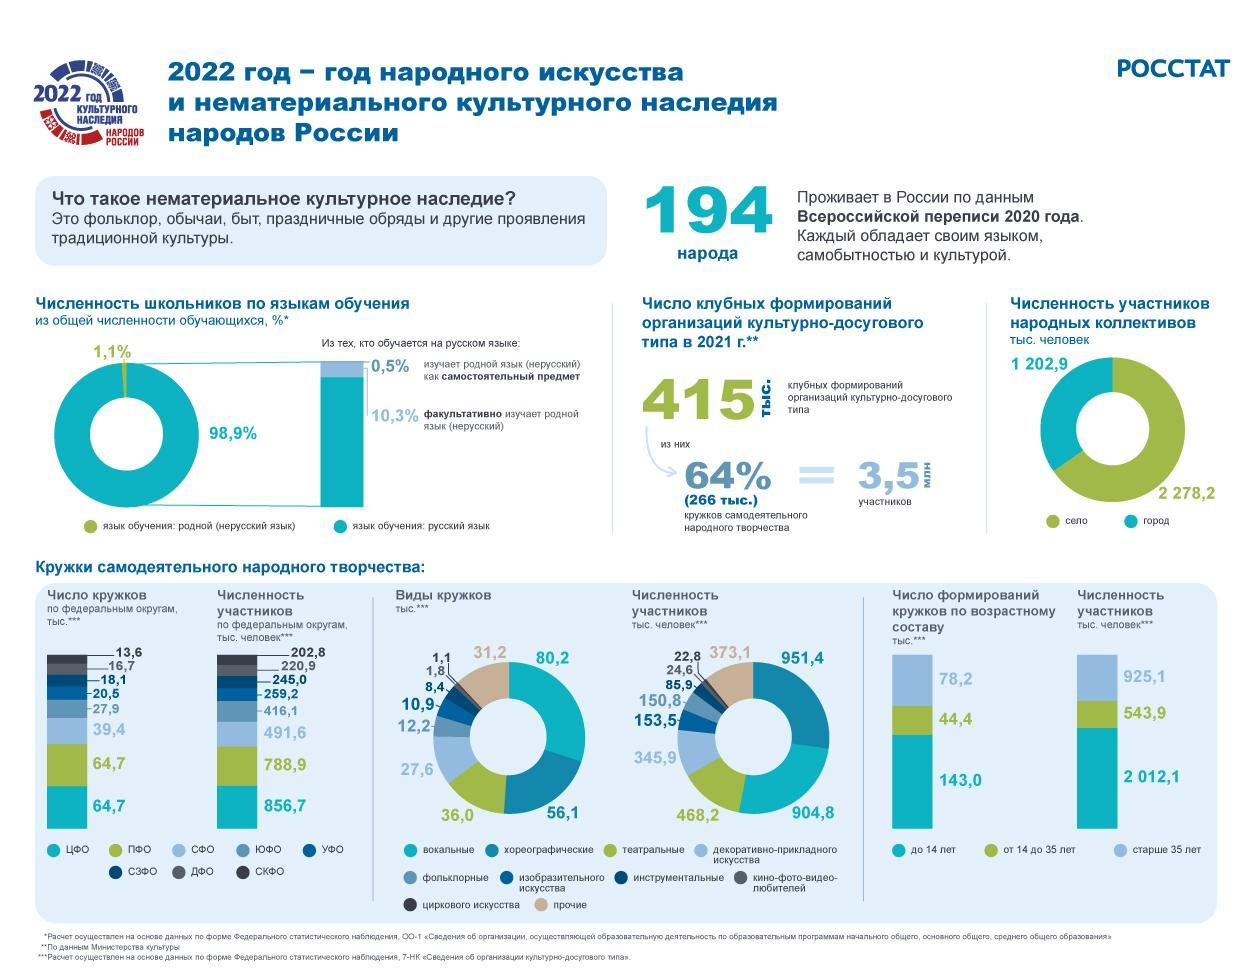 2022 год
КУЛЬТУРНОГО
НАСЛЕДИЯ
НАРОДОВ
РОССИИ
2022 год – год народного искусства
и нематериального культурного наследия
народов России
РОССТАТ
Что такое нематериальное культурное наследие?
Это фольклор, обычаи, быт, праздничные обряды и другие проявления
традиционной культуры.
194
народа
Проживает в России по данным
Всероссийской переписи 2020 года.
Каждый обладает своим языком,
самобытностью и культурой.
Численность школьников по языкам обучения
из общей численности обучающихся, %*
1,1%
98,9%
Из тех, кто обучается на русском языке:
0,5%
изучает родной язык (нерусский)
как самостоятельный предмет
10,3%
факультативно изучает родной
язык (нерусский)
язык обучения: родной (нерусский язык)
язык обучения: русский язык
Число клубных формирований
организаций культурно-досугового
типа в 2021 г.**
415 тыс.
клубных формирований
организаций культурно-досугового
типа
из них
64%
(266 тыс.)
кружков самодеятельного
народного творчества
=
3,5 млн
участников
Численность участников
народных коллективов
тыс. человек
1 202,9
2 278,2
село
город
Кружки самодеятельного народного творчества:
Число кружков
по федеральным округам,
тыс.***
13,6
16,7
18,1
20,5
27,9
39,4
64,7
64,7
Численность
участников
по федеральным округам,
тыс. человек***
202,8
220,9
245,0
259,2
416,1
491,6
788,9
856,7
ЦФО
ПФО
СФО
ЮФО
УФО
СЗФО
ДФО
СКФО
Виды кружков
тыс.***
31,2
80,2
1,1
1,8
8,4
10,9
12,2
27,6
36,0
56,1
Численность
участников
тыс. человек***
373,1
951,4
22,8
24,6
85,9
150,8
153,5
345,9
468,2
904,8
вокальные
хореографические
театральные
декоративно-прикладного
искусства
фольклорные
изобразительного
искусства
инструментальные
кино-фото-видео-
любителей
циркового искусства
прочие
Число формирований
кружков по возрастному
составу
тыс.***
78,2
44,4
143,0
Численность
участников
тыс. человек***
925,1
543,9
2 012,1
до 14 лет
от 14 до 35 лет
старше 35 лет
*Расчет осуществлен на основе данных по форме Федерального статистического наблюдения, ОО-1 «Сведения об организации, осуществляющей образовательную деятельность по образовательным программам начального общего, основного общего, среднего общего образования»
**По данным Министерства культуры
***Расчет осуществлен на основе данных по форме Федерального статистического наблюдения, 7-НК «Сведения об организации культурно-досугового типа».